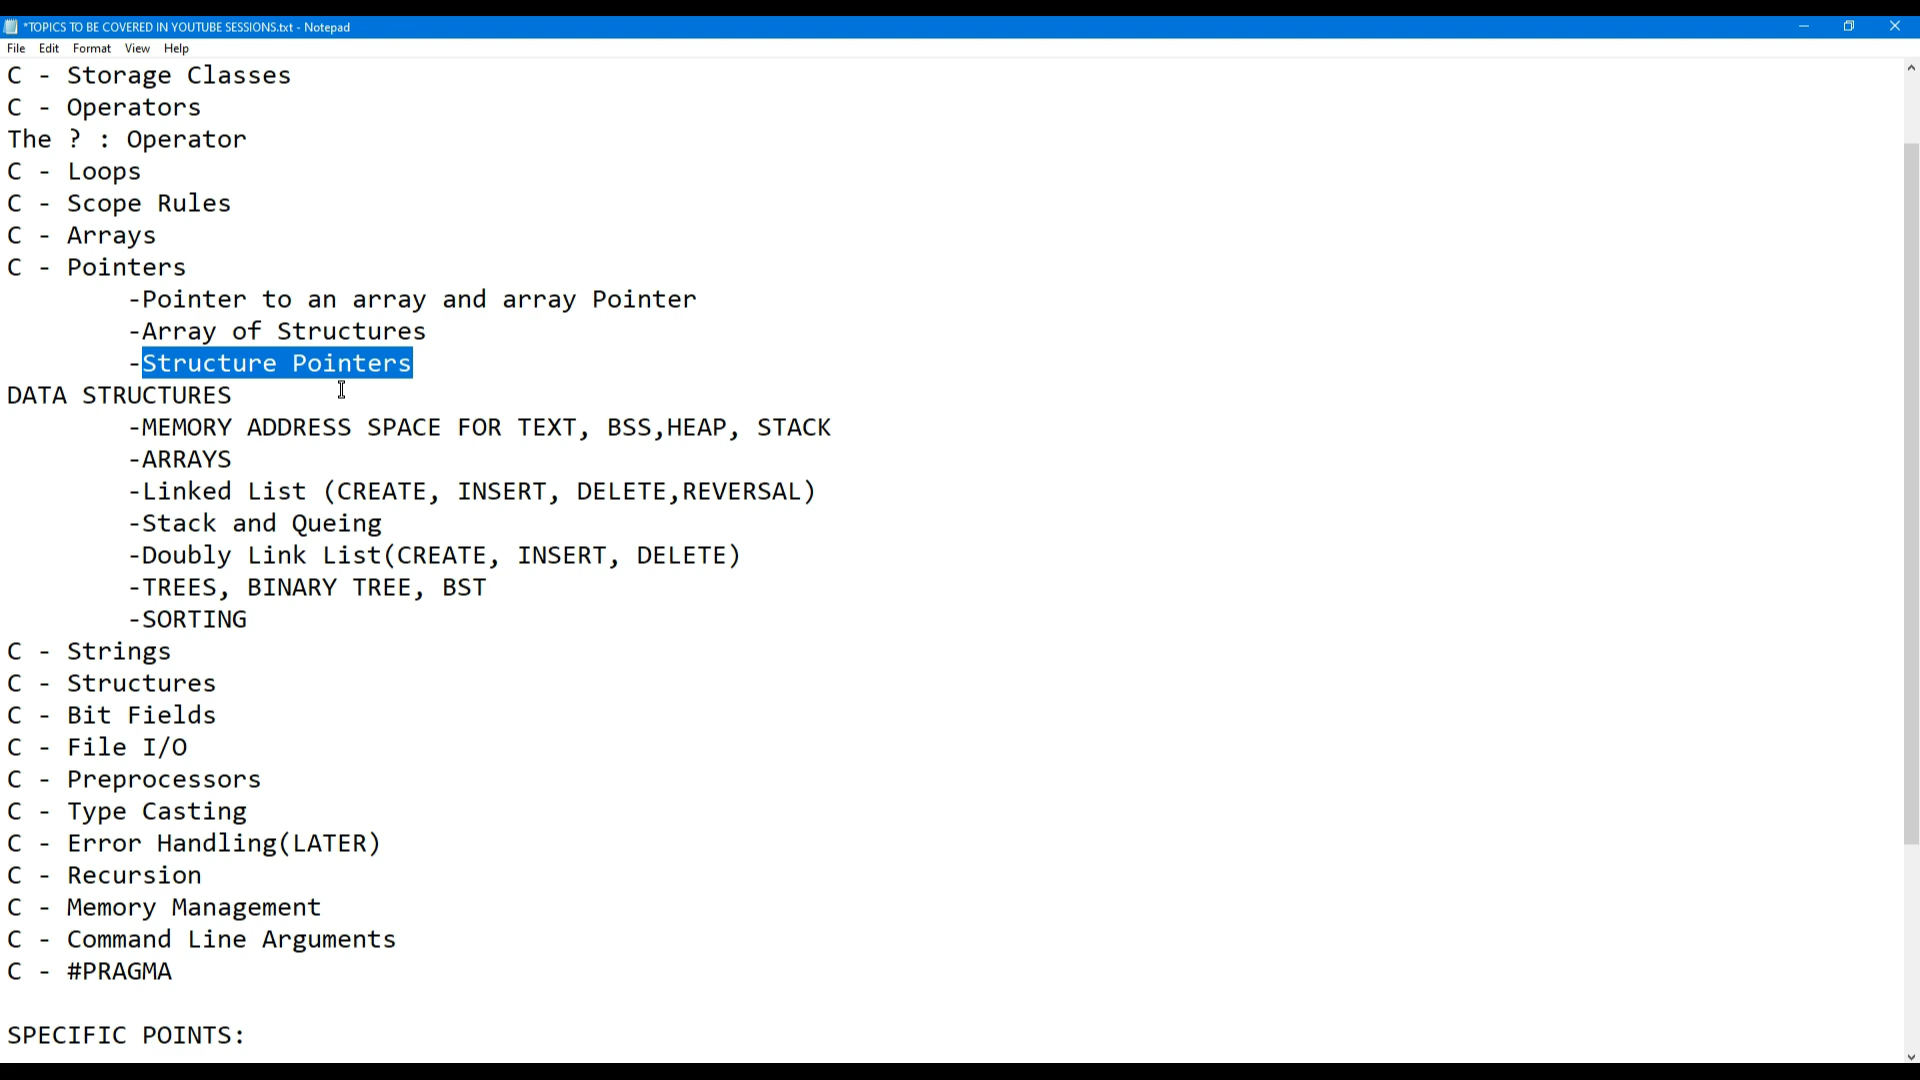 *TOPICS TO BE COVERED IN YOUTUBE SESSIONS.txt - Notepad
File Edit Format View Help
C - Storage Classes
C - Operators
The ? : Operator
C - Loops
C - Scope Rules
C - Arrays
C - Pointers
-Pointer to an array and array Pointer
-Array of Structures
-Structure Pointers
DATA STRUCTURES
-MEMORY ADDRESS SPACE FOR TEXT, BSS,HEAP, STACK
-ARRAYS
-Linked List (CREATE, INSERT, DELETE,REVERSAL)
-Stack and Queing
-Doubly Link List(CREATE, INSERT, DELETE)
-TREES, BINARY TREE, BST
-SORTING
C - Strings
C - Structures
C - Bit Fields
C - File I/O
C - Preprocessors
C - Type Casting
C - Error Handling(LATER)
C - Recursion
C - Memory Management
C - Command Line Arguments
C - #PRAGMA
SPECIFIC POINTS: